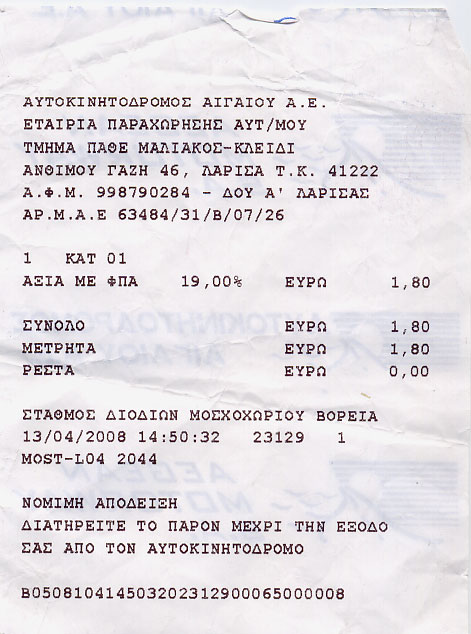 ΑΥΤΟΚΙΝΗΤΟΔΡΟΜΟΣ ΑΙΓΑΙΟΥ Α.Ε.
ΕΤΑΙΡΙΑ ΠΑΡΑΧΩΡΗΣΗΣ ΑΥΤ/ΜΟΥ
ΤΜΗΜΑ ΠΑΘΕ ΜΑΛΙΑΚΟΣ-ΚΛΕΙΔΙ
ΑΝΘΙΜΟΥ ΓΑΖΗ 46, ΛΑΡΙΣΑ Τ.Κ. 41222
Α.Φ.Μ. 998790284 - ΔΟΥ Α' ΛΑΡΙΣΑΣ
ΑΡ.Μ.Α.Ε 63484/31/Β/07/26
1 ΚΑΤ 01
ΑΞΙΑ ΜΕ ΦΠΑ 19,00% ΕΥΡΩ 1,80
ΣΥΝΟΛΟ ΕΥΡΩ 1,80
ΜΕΤΡΗΤΑ ΕΥΡΩ 1,80
ΡΕΣΤΑ ΕΥΡΩ 0,00
ΣΤΑΘΜΟΣ ΔΙΟΔΙΩΝ ΜΟΣΧΟΧΩΡΙΟΥ ΒΟΡΕΙΑ
13/04/2008 14:50:32 23129 1
MOST-L04 2044
ΝΟΜΙΜΗ ΑΠΟΔΕΙΞΗ
ΔΙΑΤΗΡΕΙΤΕ ΤΟ ΠΑΡΟΝ ΜΕΧΡΙ ΤΗΝ ΕΞΟΔΟ
ΣΑΣ ΑΠΟ ΤΟΝ ΑΥΤΟΚΙΝΗΤΟΔΡΟΜΟ
B05081041450320231290006500​0008